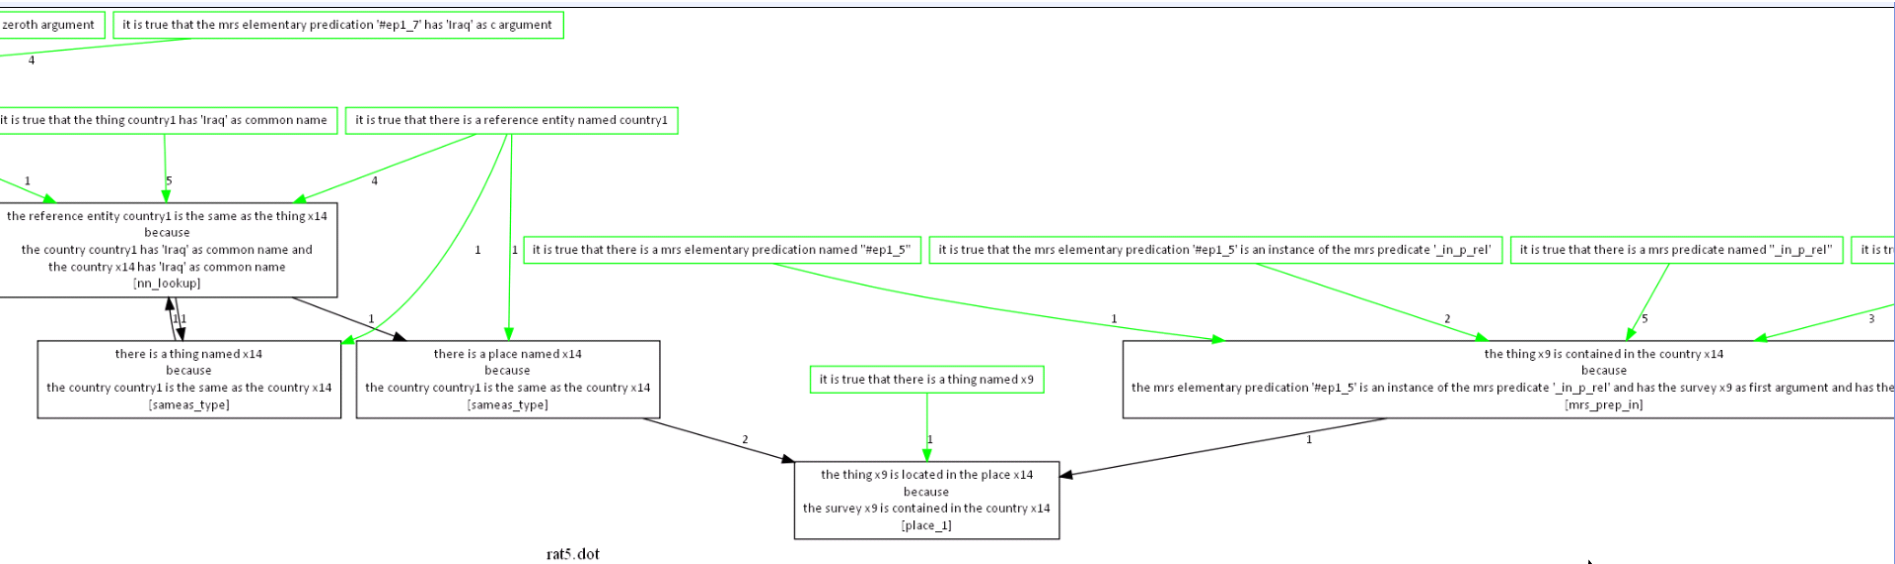 zeroth argument
it is true that the mrs elementary predication '#ep1_7' has 'Iraq' as c argument
4
it is true that the thing country1 has 'Iraq' as common name
it is true that there is a reference entity named country1
1
5
4
the reference entity country1 is the same as the thing x14
because
the country country1 has 'Iraq' as common name and
the country x14 has 'Iraq' as common name
[nn_lookup]
1
1
it is true that there is a mrs elementary predication named "#ep1_5"
it is true that the mrs elementary predication '#ep1_5' is an instance of the mrs predicate '_in_p_rel'
it is true that there is a mrs predicate named "_in_p_rel"
it is tr
1
1
1
1
2
5
3
there is a thing named x14
because
the country country1 is the same as the country x14
[sameas_type]
there is a place named x14
because
the country country1 is the same as the country x14
[sameas_type]
it is true that there is a thing named x9
the thing x9 is contained in the country x14
because
the mrs elementary predication '#ep1_5' is an instance of the mrs predicate '_in_p_rel' and has the survey x9 as first argument and has the
[mrs_prep_in]
2
1
1
the thing x9 is located in the place x14
because
the survey x9 is contained in the country x14
[place_1]
rat5.dot